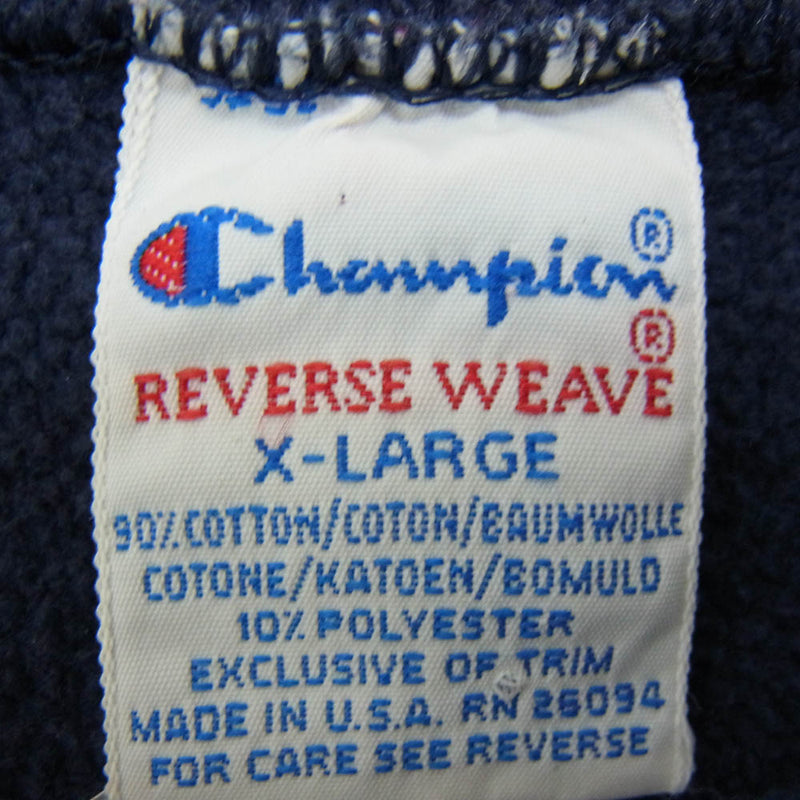 Champion®
REVERSE WEAVE®
X-LARGE
90% COTTON/COTON/BAUMWOLLE
COTONE/KATOEN/BOMULD
10% POLYESTER
EXCLUSIVE OF TRIM
MADE IN U.S.A. RN 26094
FOR CARE SEE REVERSE